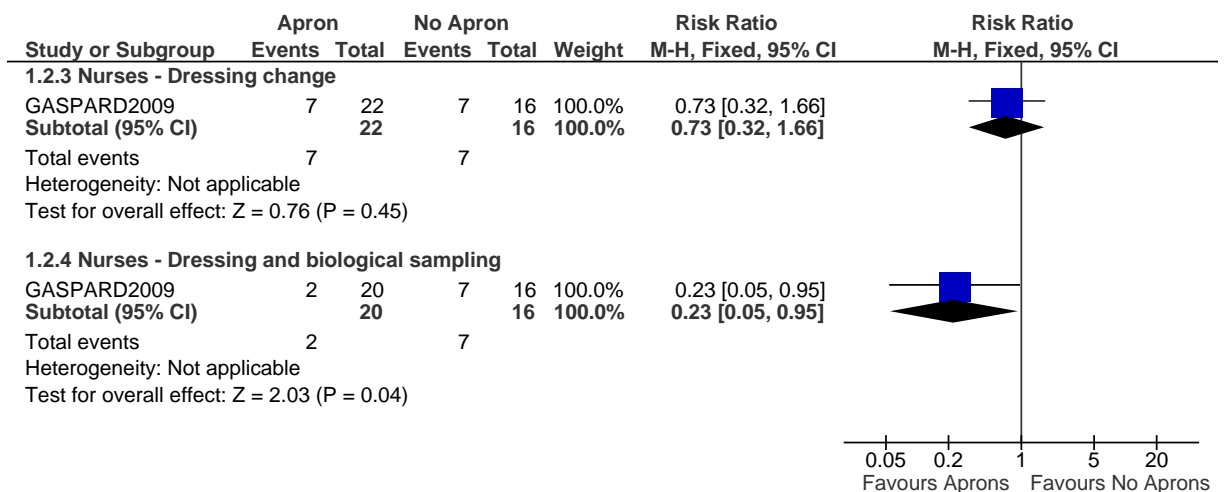 Apron No Apron Risk Ratio Risk Ratio
Study or Subgroup Events Total Events Total Weight M-H, Fixed, 95% CI M-H, Fixed, 95% CI
1.2.3 Nurses - Dressing change
GASPARD2009 7 22 7 16 100.0% 0.73 [0.32, 1.66]
Subtotal (95% CI) 22 16 100.0% 0.73 [0.32, 1.66]
Total events 7 7
Heterogeneity: Not applicable
Test for overall effect: Z = 0.76 (P = 0.45)
1.2.4 Nurses - Dressing and biological sampling
GASPARD2009 2 20 7 16 100.0% 0.23 [0.05, 0.95]
Subtotal (95% CI) 20 16 100.0% 0.23 [0.05, 0.95]
Total events 2 7
Heterogeneity: Not applicable
Test for overall effect: Z = 2.03 (P = 0.04)
0.05 0.2 1 5 20
Favours Aprons Favours No Aprons